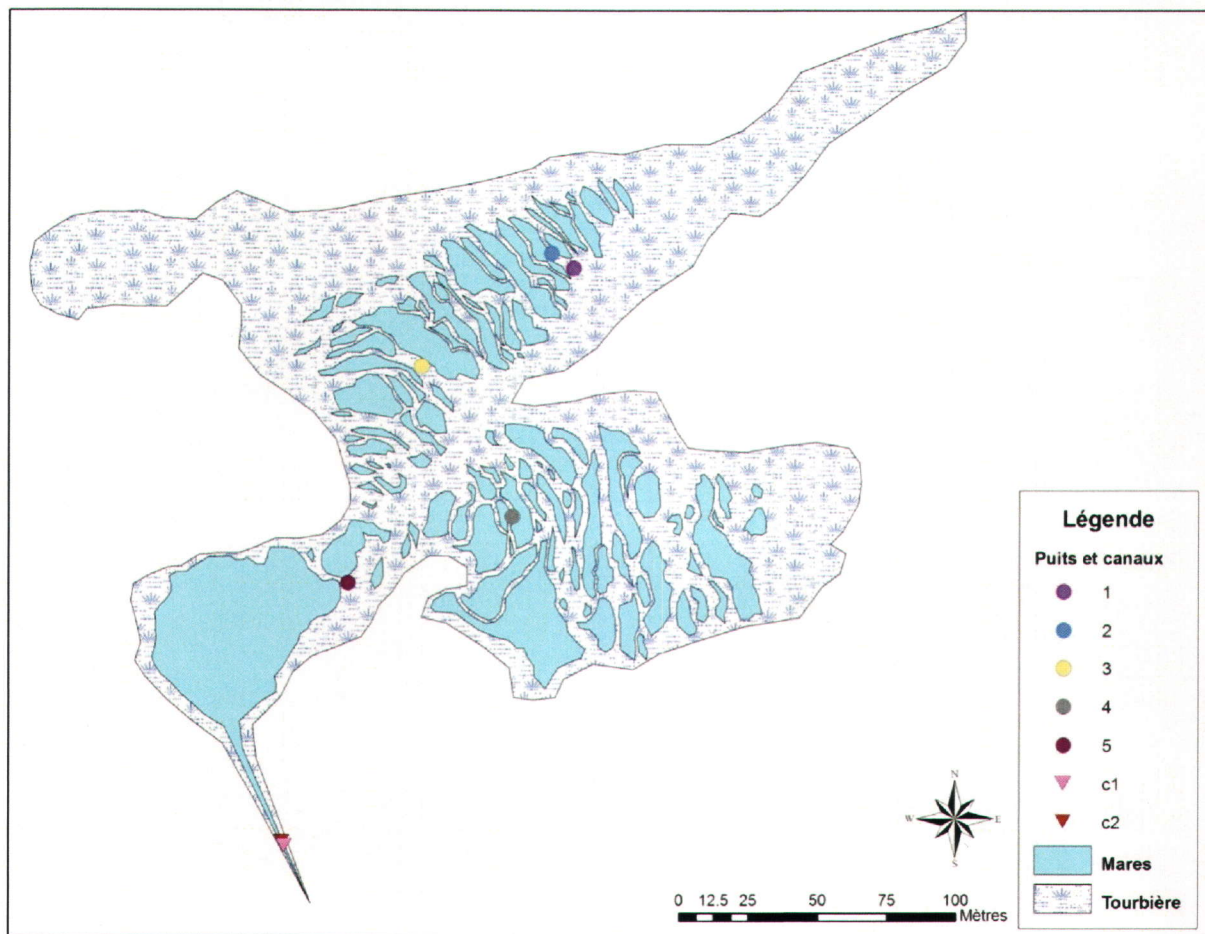 Légende
Puits et canaux
1
2
3
4
5
c1
c2
Mares
Tourbière
N
W E
S
0 12.5 25 50 75 100
Mètres